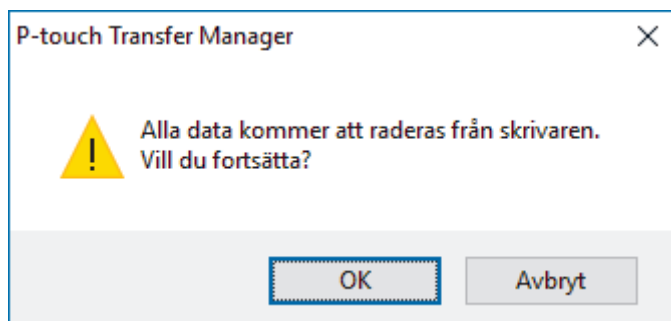 P-touch Transfer Manager
Alla data kommer att raderas från skrivaren.
Vill du fortsätta?
OK
Avbryt